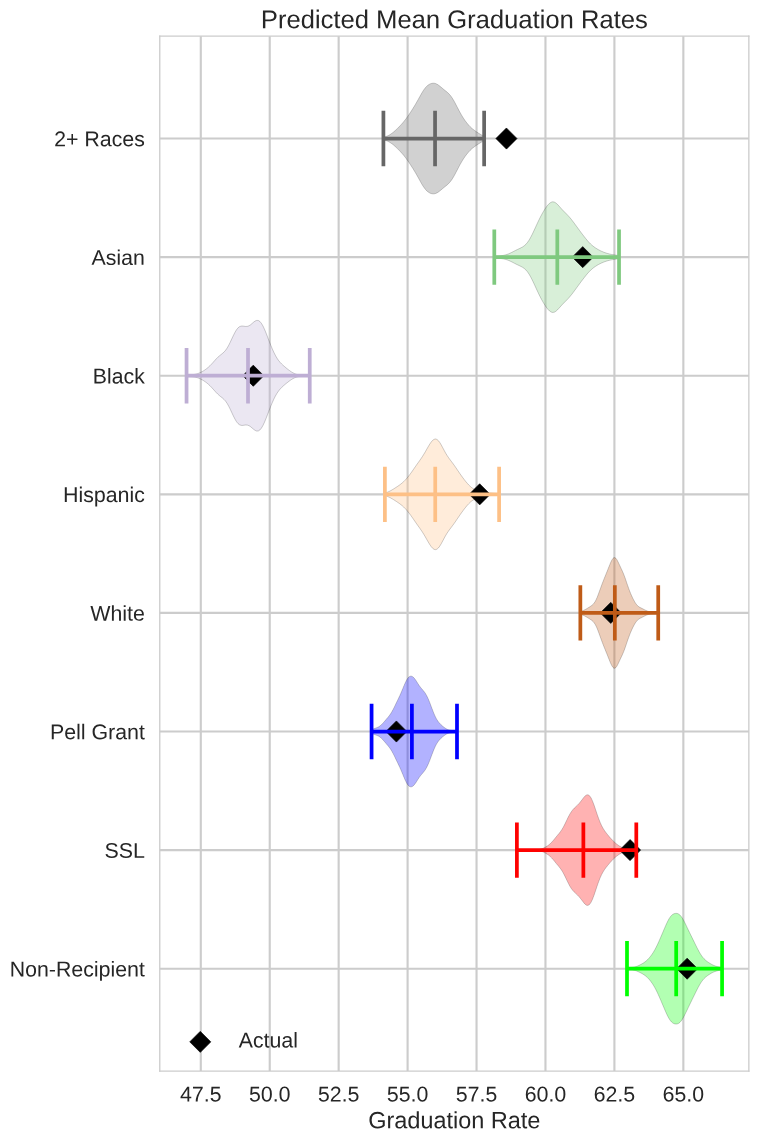 Predicted Mean Graduation Rates
2+ Races
Asian
Black
Hispanic
White
Pell Grant
SSL
Non-Recipient
Actual
47.5 50.0 52.5 55.0 57.5 60.0 62.5 65.0
Graduation Rate